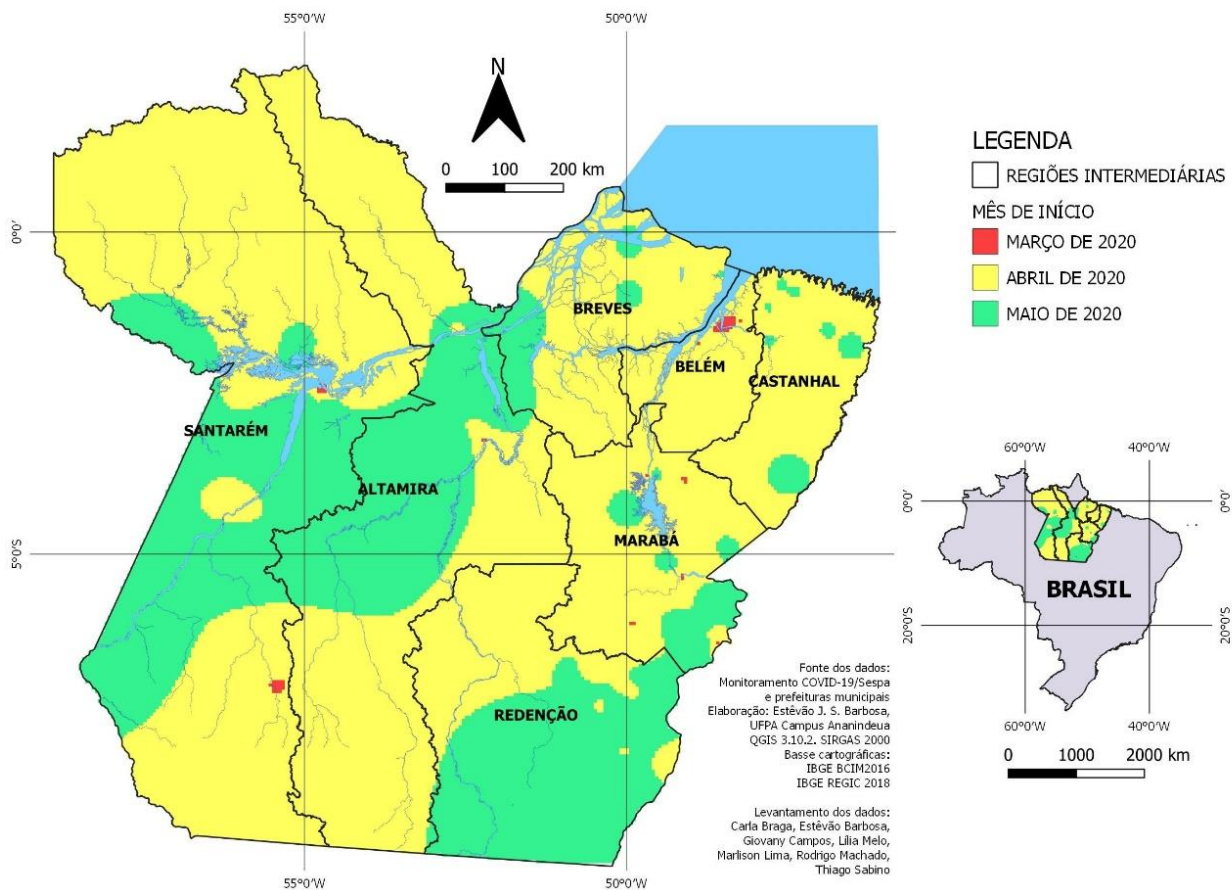 55°0'W
50°0'W
N
0
100
200 km
0°0'
5°0'S
BREVES
BELÉM
CASTANHAL
SANTARÉM
ALTAMIRA
MARABÁ
REDENÇÃO
55°0'W
50°0'W
Fonte dos dados:
Monitoramento COVID-19/Sespa
e prefeituras municipais
Elaboração: Estêvão J. S. Barbosa,
UFPA Campus Ananindeua
QGIS 3.10.2. SIRGAS 2000
Basse cartográficas:
IBGE BCIM2016
IBGE REGIC 2018
Levantamento dos dados:
Carla Braga, Estêvão Barbosa,
Giovany Campos, Lília Melo,
Marlison Lima, Rodrigo Machado,
Thiago Sabino
LEGENDA
REGIÕES INTERMEDIÁRIAS
MÊS DE INÍCIO
MARÇO DE 2020
ABRIL DE 2020
MAIO DE 2020
60°0'W
40°0'W
0°0'
0°0'
BRASIL
20°0'S
20°0'S
60°0'W
40°0'W
0
1000
2000 km